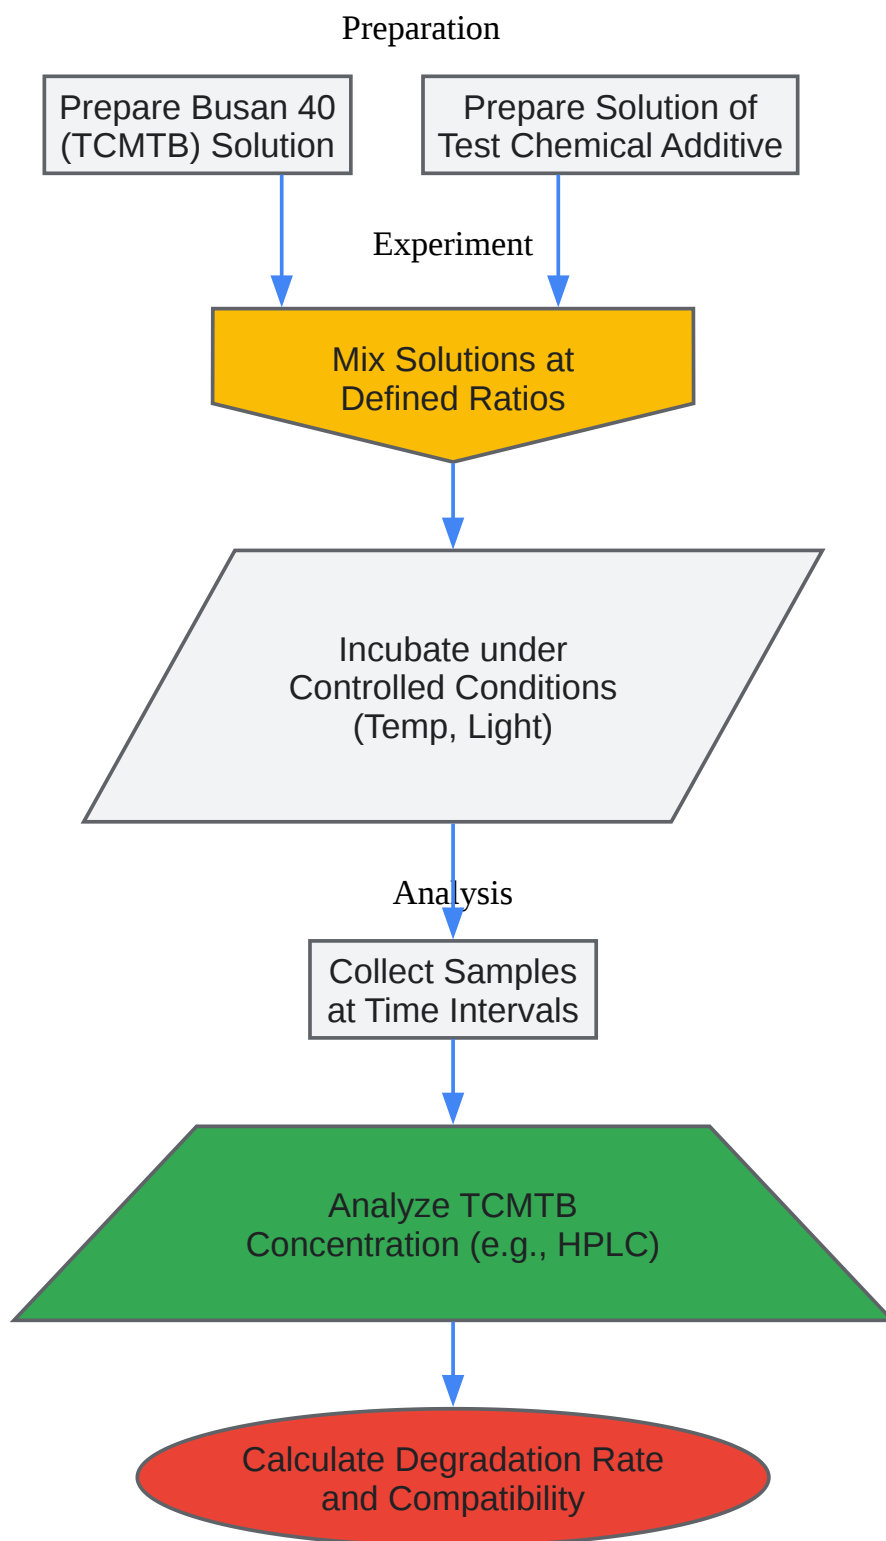 Preparation
Prepare Busan 40
(TCMTB) Solution
Prepare Solution of
Test Chemical Additive
Experiment
Mix Solutions at
Defined Ratios
Incubate under
Controlled Conditions
(Temp, Light)
Analysis
Collect Samples
at Time Intervals
Analyze TCMTB
Concentration (e.g., HPLC)
Calculate Degradation Rate
and Compatibility